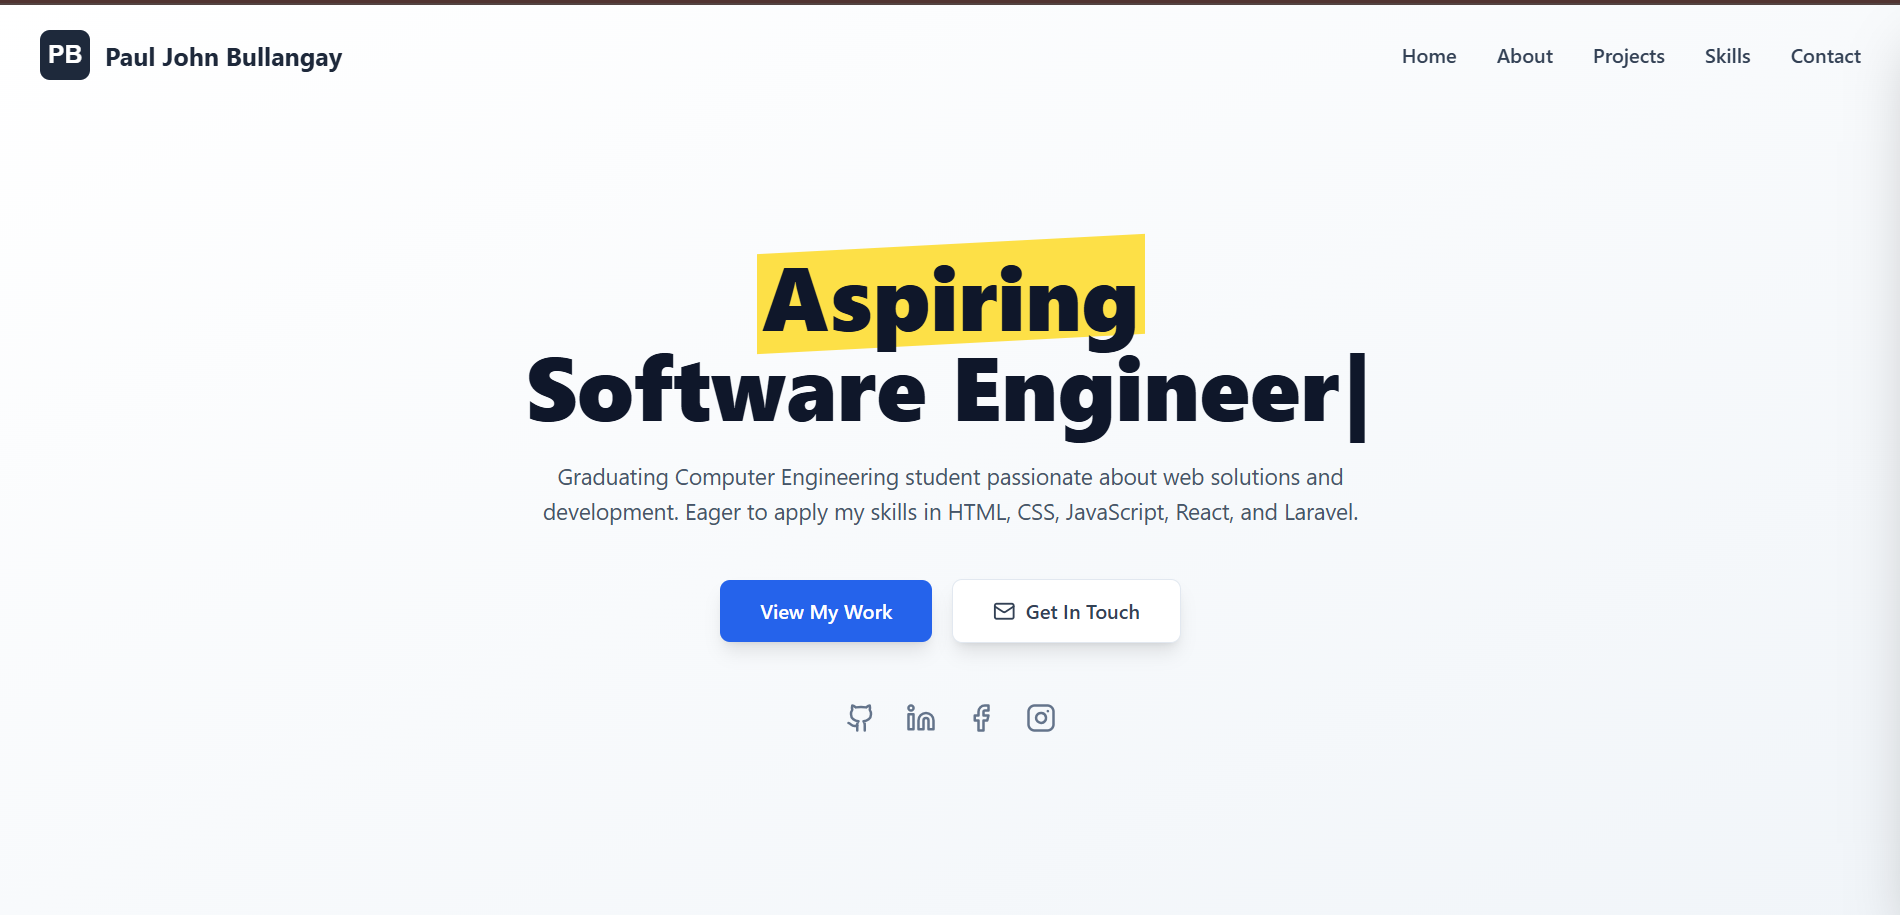 PB Paul John Bullangay
Home About Projects Skills Contact
Aspiring
Software Engineer|
Graduating Computer Engineering student passionate about web solutions and
development. Eager to apply my skills in HTML, CSS, JavaScript, React, and Laravel.
View My Work
Get In Touch